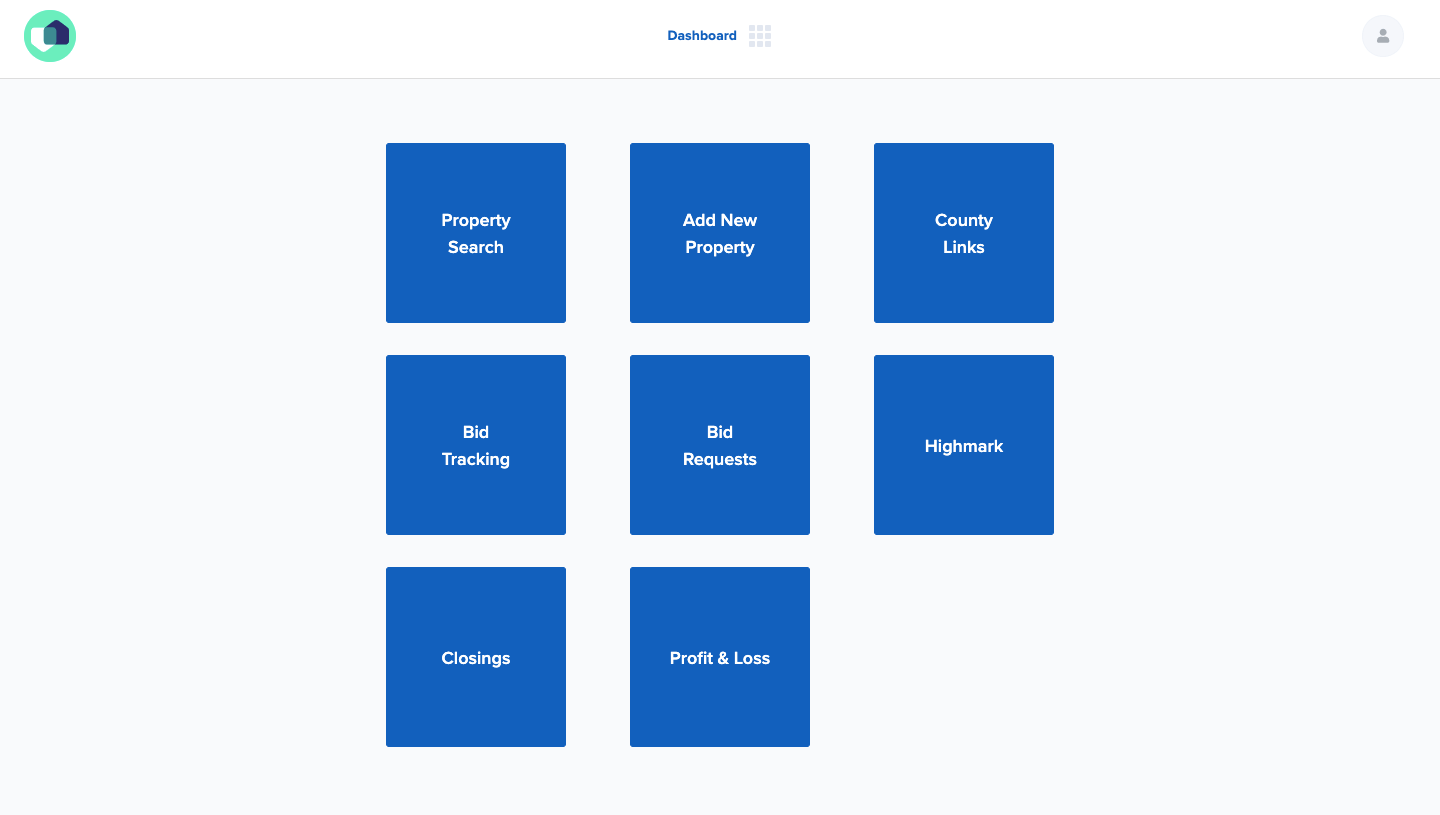 Dashboard
Property
Search
Add New
Property
County
Links
Bid
Tracking
Bid
Requests
Highmark
Closings
Profit & Loss